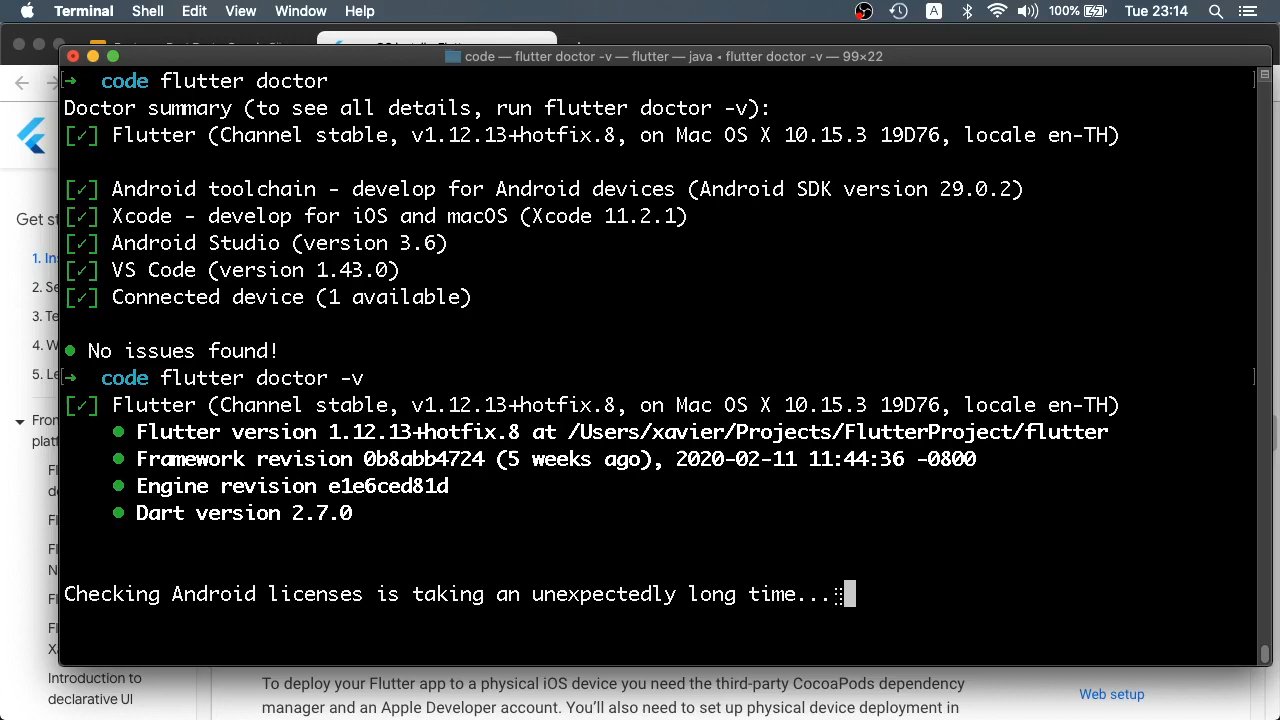 Terminal Shell Edit View Window Help A 100% Tue 23:14
code — flutter doctor -v — flutter — java ◂ flutter doctor -v — 99×22
➜ code flutter doctor
Doctor summary (to see all details, run flutter doctor -v):
[✓] Flutter (Channel stable, v1.12.13+hotfix.8, on Mac OS X 10.15.3 19D76, locale en-TH)
[✓] Android toolchain - develop for Android devices (Android SDK version 29.0.2)
[✓] Xcode - develop for iOS and macOS (Xcode 11.2.1)
[✓] Android Studio (version 3.6)
[✓] VS Code (version 1.43.0)
[✓] Connected device (1 available)
• No issues found!
➜ code flutter doctor -v
[✓] Flutter (Channel stable, v1.12.13+hotfix.8, on Mac OS X 10.15.3 19D76, locale en-TH)
• Flutter version 1.12.13+hotfix.8 at /Users/xavier/Projects/FlutterProject/flutter
• Framework revision 0b8abb4724 (5 weeks ago), 2020-02-11 11:44:36 -0800
• Engine revision e1e6ced81d
• Dart version 2.7.0
Checking Android licenses is taking an unexpectedly long time...
Get
1.
2.
3.
4.
5.
Introduction to
declarative UI
To deploy your Flutter app to a physical iOS device you need the third-party CocoaPods dependency
manager and an Apple Developer account. You'll also need to set up physical device deployment in
Web setup